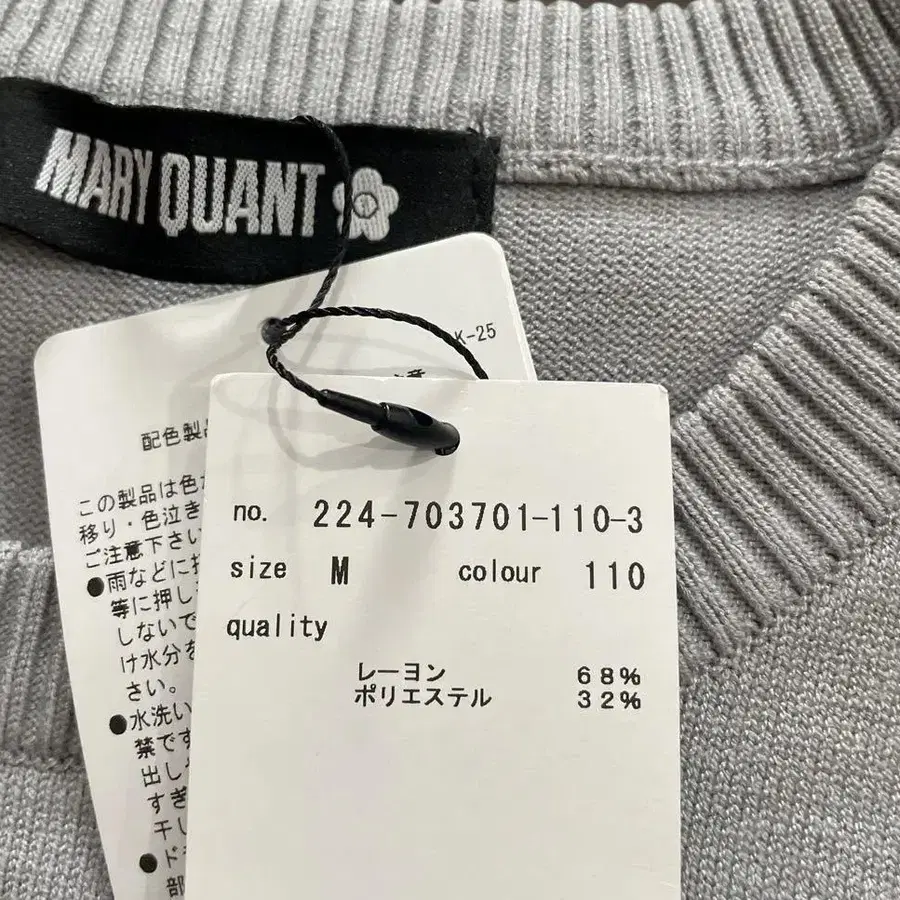 MARY QUANT
K-25
配色製
この製品は色
移り・色泣き
ご注意下さい
●雨などに
等に押し
しないで
け水分を
さい。
●水洗い
禁です
出し
すぎ
干し
●ド
部
no. 224-703701-110-3
size M colour 110
quality
レーヨン 68%
ポリエステル 32%